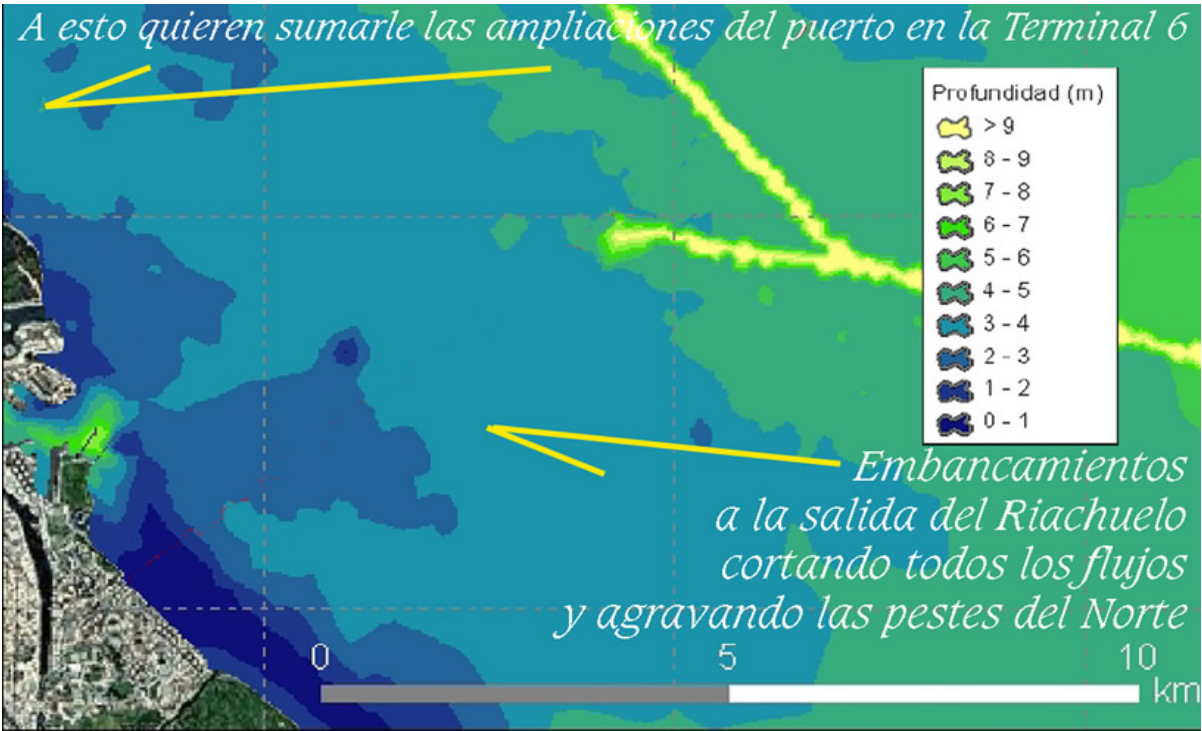 A esto quieren sumarle las ampliaciones del puerto en la Terminal 6
Profundidad (m)
> 9
8 - 9
7 - 8
6 - 7
5 - 6
4 - 5
3 - 4
2 - 3
1 - 2
0 - 1
Embancamientos
a la salida del Riachuelo
cortando todos los flujos
y agravando las pestes del Norte
0 5 10
km